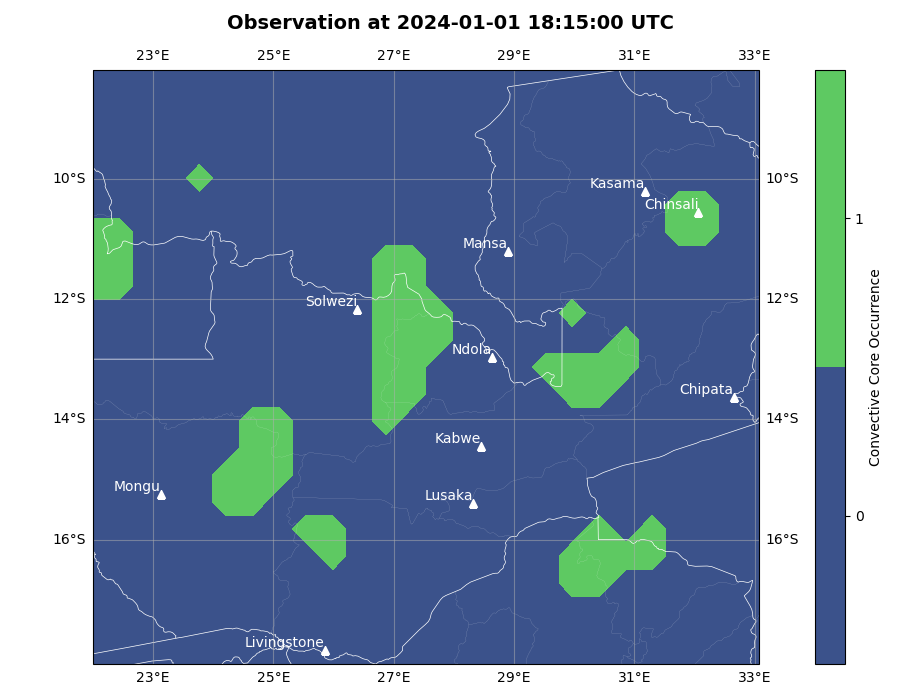 Observation at 2024-01-01 18:15:00 UTC
23°E 25°E 27°E 29°E 31°E 33°E
10°S 10°S
Kasama
Chinsali
Mansa
1
12°S 12°S
Solwezi
Ndola
Chipata
14°S 14°S
Kabwe
Mongu
Lusaka
0
16°S 16°S
Livingstone
23°E 25°E 27°E 29°E 31°E 33°E
Convective Core Occurrence